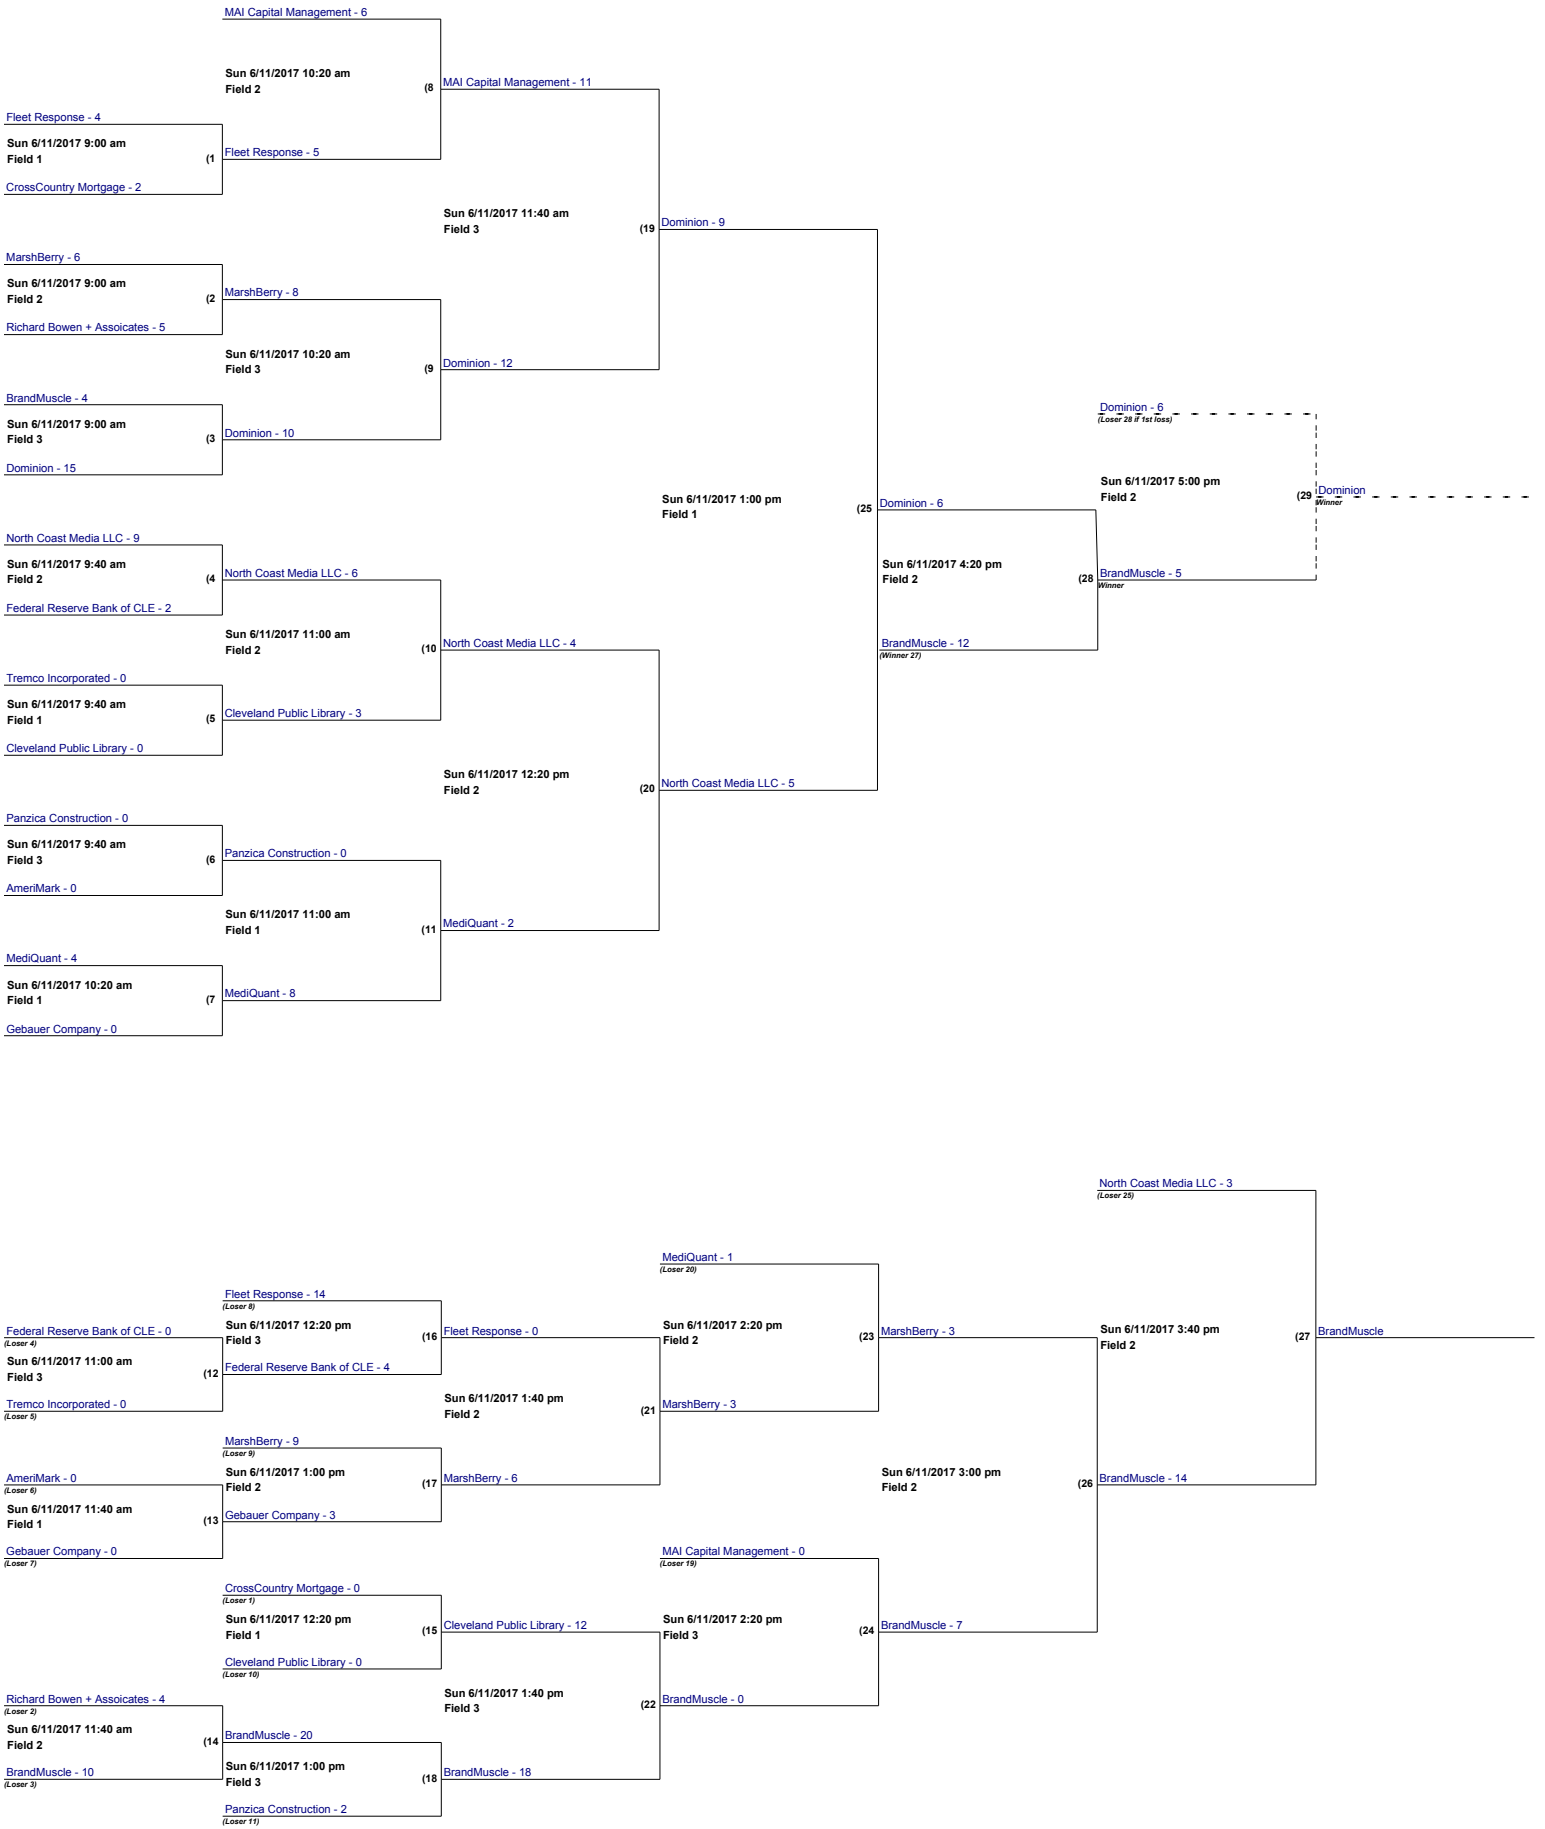 MAI Capital Management - 6
Sun 6/11/2017 10:20 am
Field 2
(8
MAI Capital Management - 11
Fleet Response - 4
Sun 6/11/2017 9:00 am
Field 1
(1
Fleet Response - 5
CrossCountry Mortgage - 2
Sun 6/11/2017 11:40 am
Field 3
(19
Dominion - 9
MarshBerry - 6
Sun 6/11/2017 9:00 am
Field 2
(2
MarshBerry - 8
Richard Bowen + Assoicates - 5
Sun 6/11/2017 10:20 am
Field 3
(9
Dominion - 12
BrandMuscle - 4
Sun 6/11/2017 9:00 am
Field 3
(3
Dominion - 10
Dominion - 15
Dominion - 6
(Loser 28 if 1st loss)
Sun 6/11/2017 5:00 pm
Field 2
(29
Dominion
Winner
Sun 6/11/2017 1:00 pm
Field 1
(25
Dominion - 6
North Coast Media LLC - 9
Sun 6/11/2017 9:40 am
Field 2
(4
North Coast Media LLC - 6
Federal Reserve Bank of CLE - 2
Sun 6/11/2017 4:20 pm
Field 2
(28
BrandMuscle - 5
Winner
Sun 6/11/2017 11:00 am
Field 2
(10
North Coast Media LLC - 4
BrandMuscle - 12
(Winner 27)
Tremco Incorporated - 0
Sun 6/11/2017 9:40 am
Field 1
(5
Cleveland Public Library - 3
Cleveland Public Library - 0
Sun 6/11/2017 12:20 pm
Field 2
(20
North Coast Media LLC - 5
Panzica Construction - 0
Sun 6/11/2017 9:40 am
Field 3
(6
Panzica Construction - 0
AmeriMark - 0
Sun 6/11/2017 11:00 am
Field 1
(11
MediQuant - 2
MediQuant - 4
Sun 6/11/2017 10:20 am
Field 1
(7
MediQuant - 8
Gebauer Company - 0
North Coast Media LLC - 3
(Loser 25)
MediQuant - 1
(Loser 20)
Fleet Response - 14
(Loser 8)
Sun 6/11/2017 12:20 pm
Field 3
(16
Fleet Response - 0
Federal Reserve Bank of CLE - 0
(Loser 4)
Sun 6/11/2017 11:00 am
Field 3
(12
Federal Reserve Bank of CLE - 4
Tremco Incorporated - 0
(Loser 5)
Sun 6/11/2017 2:20 pm
Field 2
(23
MarshBerry - 3
Sun 6/11/2017 3:40 pm
Field 2
(27
BrandMuscle
Sun 6/11/2017 1:40 pm
Field 2
(21
MarshBerry - 3
MarshBerry - 9
(Loser 9)
Sun 6/11/2017 1:00 pm
Field 2
(17
MarshBerry - 6
AmeriMark - 0
(Loser 6)
Sun 6/11/2017 11:40 am
Field 1
(13
Gebauer Company - 3
Gebauer Company - 0
(Loser 7)
Sun 6/11/2017 3:00 pm
Field 2
(26
BrandMuscle - 14
MAI Capital Management - 0
(Loser 19)
CrossCountry Mortgage - 0
(Loser 1)
Sun 6/11/2017 12:20 pm
Field 1
(15
Cleveland Public Library - 12
Cleveland Public Library - 0
(Loser 10)
Sun 6/11/2017 2:20 pm
Field 3
(24
BrandMuscle - 7
Sun 6/11/2017 1:40 pm
Field 3
(22
BrandMuscle - 0
Richard Bowen + Assoicates - 4
(Loser 2)
Sun 6/11/2017 11:40 am
Field 2
(14
BrandMuscle - 20
BrandMuscle - 10
(Loser 3)
Sun 6/11/2017 1:00 pm
Field 3
(18
BrandMuscle - 18
Panzica Construction - 2
(Loser 11)